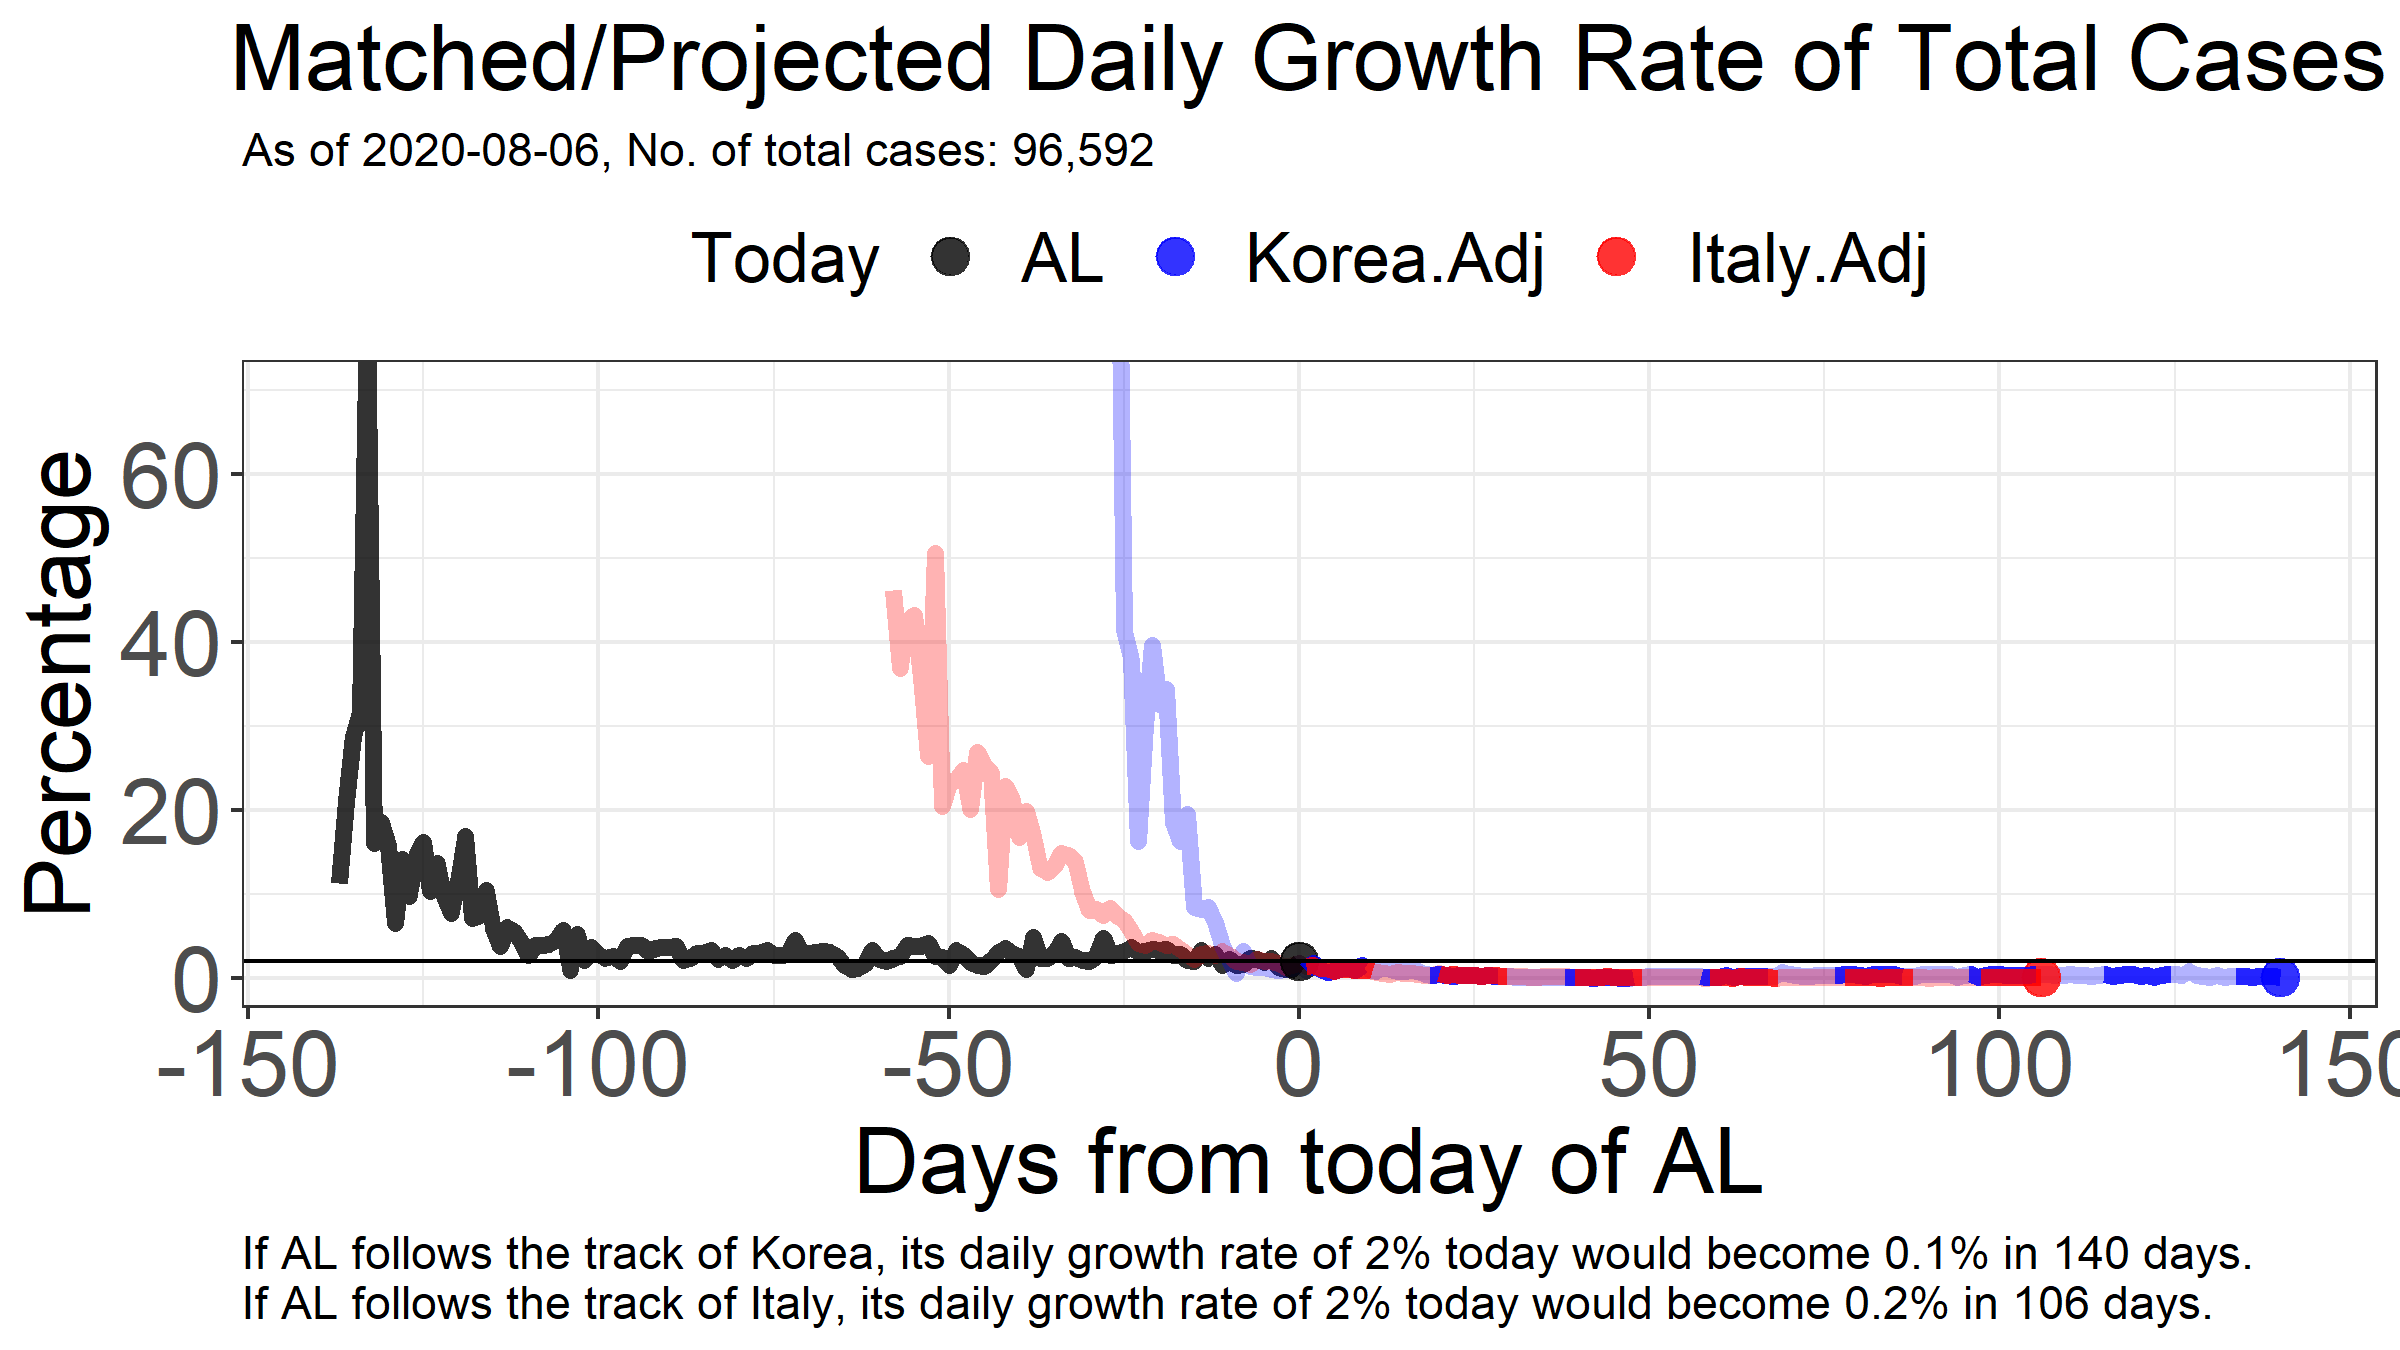 Matched/Projected Daily Growth Rate of Total Cases
As of 2020-08-06, No. of total cases: 96,592
Today AL Korea.Adj Italy.Adj
Percentage
60
40
20
0
-150 -100 -50 0 50 100 150
Days from today of AL
If AL follows the track of Korea, its daily growth rate of 2% today would become 0.1% in 140 days.
If AL follows the track of Italy, its daily growth rate of 2% today would become 0.2% in 106 days.